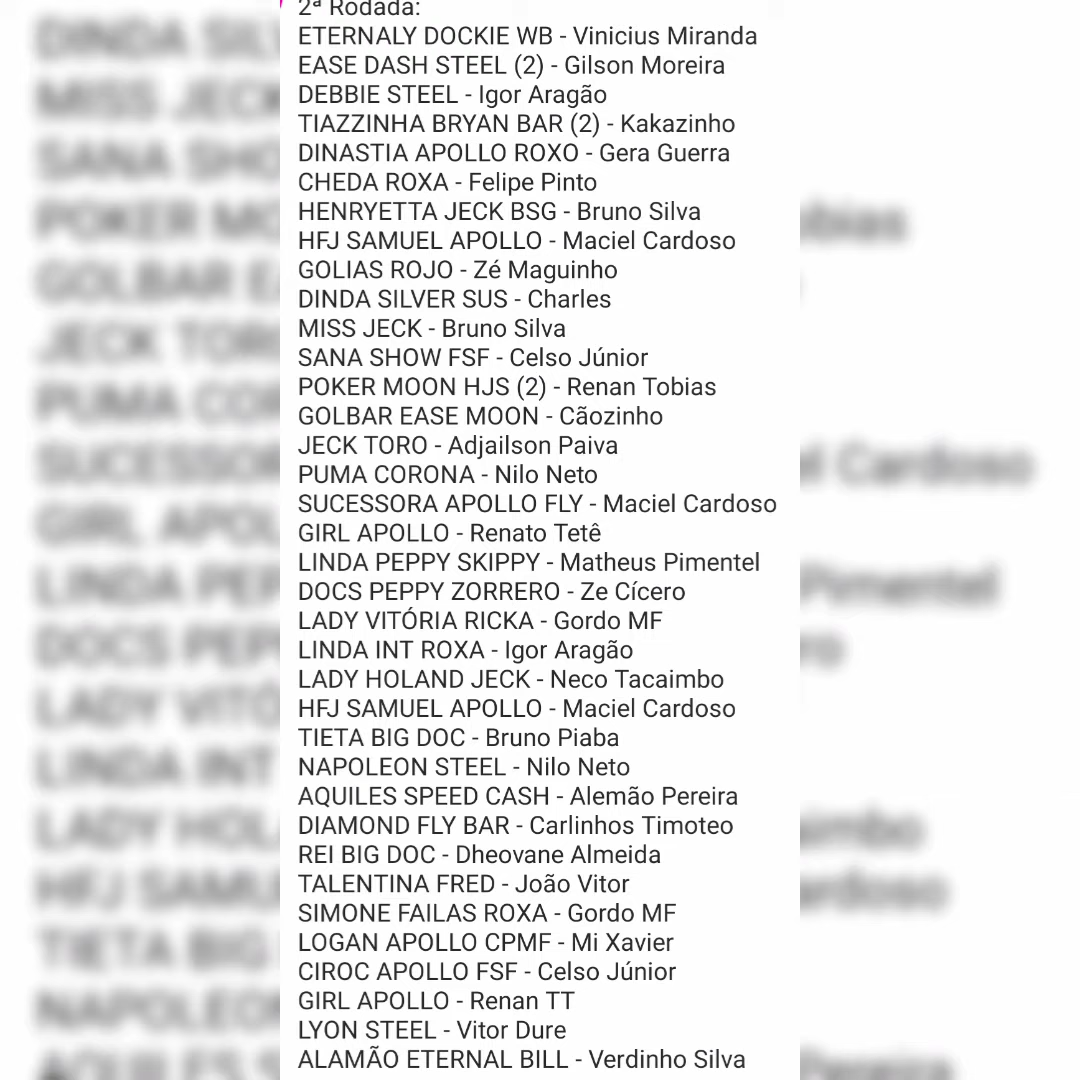 2ª Rodada:
ETERNALY DOCKIE WB - Vinicius Miranda
EASE DASH STEEL (2) - Gilson Moreira
DEBBIE STEEL - Igor Aragão
TIAZZINHA BRYAN BAR (2) - Kakazinho
DINASTIA APOLLO ROXO - Gera Guerra
CHEDA ROXA - Felipe Pinto
HENRYETTA JECK BSG - Bruno Silva
HFJ SAMUEL APOLLO - Maciel Cardoso
GOLIAS ROJO - Zé Maguinho
DINDA SILVER SUS - Charles
MISS JECK - Bruno Silva
SANA SHOW FSF - Celso Júnior
POKER MOON HJS (2) - Renan Tobias
GOLBAR EASE MOON - Cãozinho
JECK TORO - Adjailson Paiva
PUMA CORONA - Nilo Neto
SUCESSORA APOLLO FLY - Maciel Cardoso
GIRL APOLLO - Renato Tetê
LINDA PEPPY SKIPPY - Matheus Pimentel
DOCS PEPPY ZORRERO - Ze Cícero
LADY VITÓRIA RICKA - Gordo MF
LINDA INT ROXA - Igor Aragão
LADY HOLAND JECK - Neco Tacaimbo
HFJ SAMUEL APOLLO - Maciel Cardoso
TIETA BIG DOC - Bruno Piaba
NAPOLEON STEEL - Nilo Neto
AQUILES SPEED CASH - Alemão Pereira
DIAMOND FLY BAR - Carlinhos Timoteo
REI BIG DOC - Dheovane Almeida
TALENTINA FRED - João Vitor
SIMONE FAILAS ROXA - Gordo MF
LOGAN APOLLO CPMF - Mi Xavier
CIROC APOLLO FSF - Celso Júnior
GIRL APOLLO - Renan TT
LYON STEEL - Vitor Dure
ALAMÃO ETERNAL BILL - Verdinho Silva